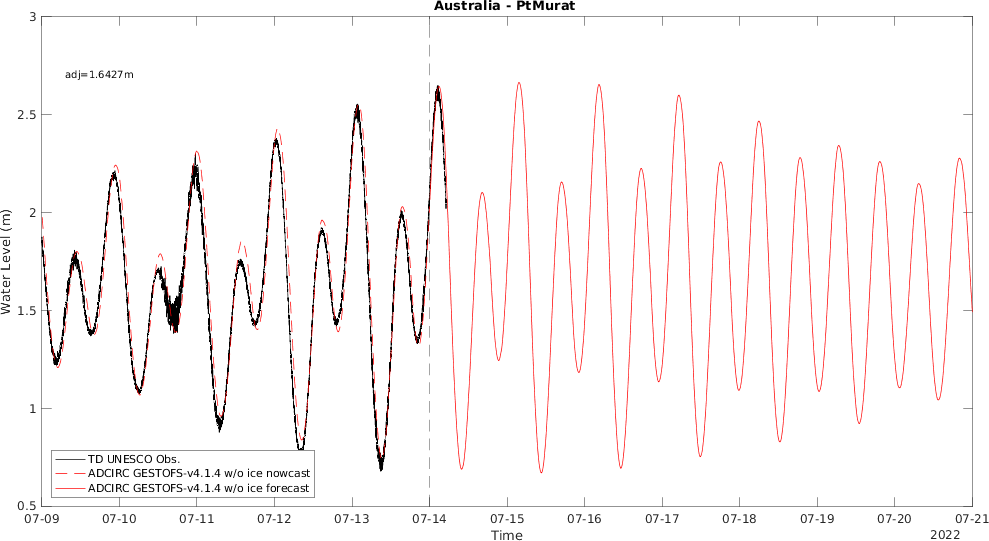 Australia - PtMurat
adj=1.6427m
Water Level (m)
3
2.5
2
1.5
1
0.5
TD UNESCO Obs.
ADCIRC GESTOFS-v4.1.4 w/o ice nowcast
ADCIRC GESTOFS-v4.1.4 w/o ice forecast
07-09 07-10 07-11 07-12 07-13 07-14 07-15 07-16 07-17 07-18 07-19 07-20 07-21
Time
2022